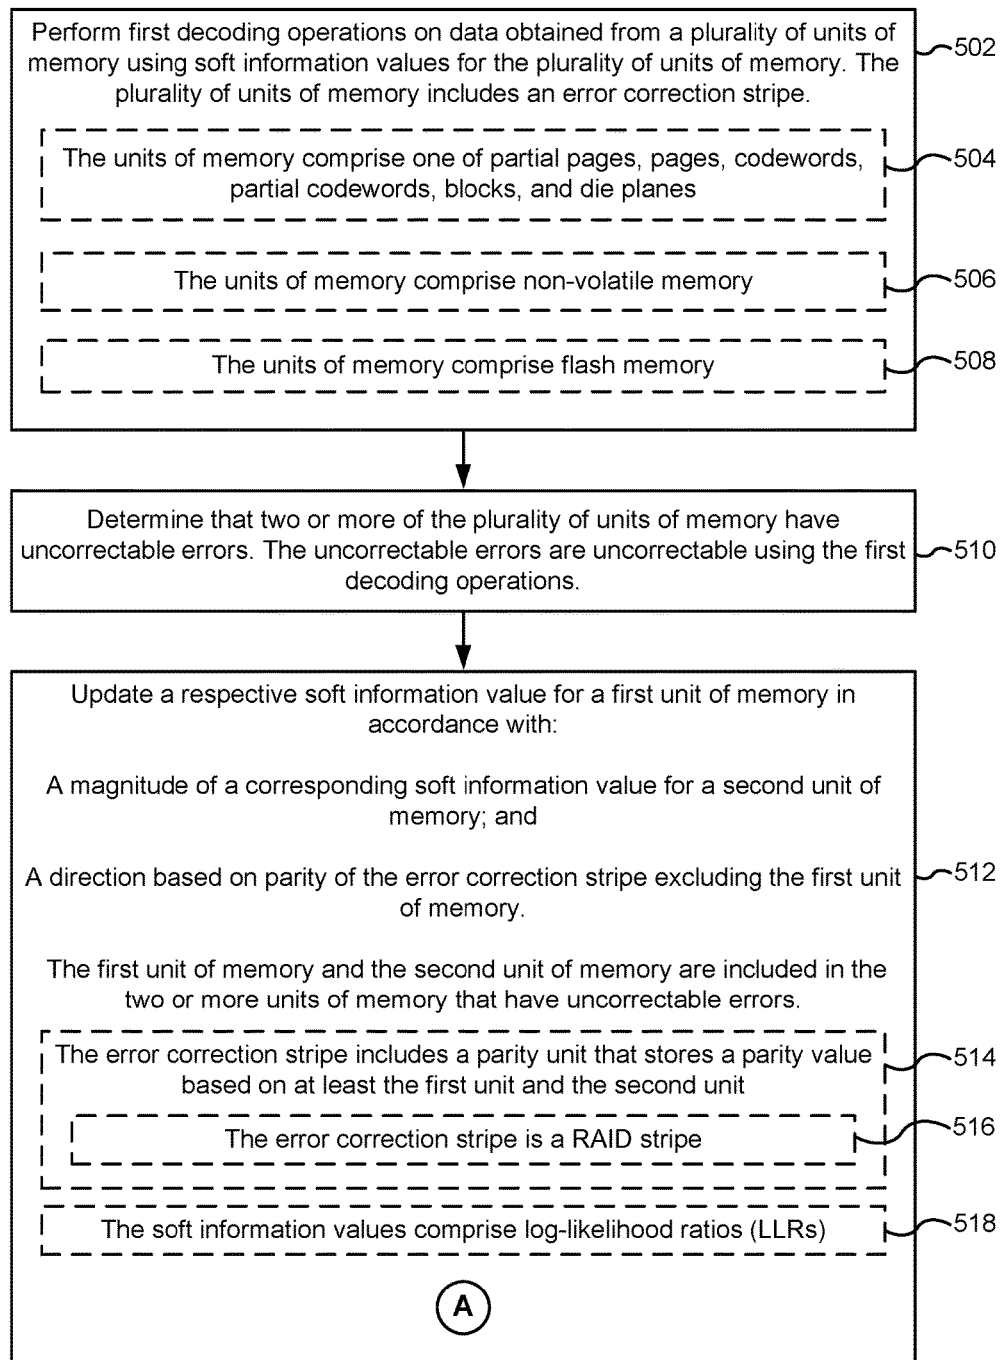 Perform first decoding operations on data obtained from a plurality of units of
memory using soft information values for the plurality of units of memory. The
plurality of units of memory includes an error correction stripe.
502
The units of memory comprise one of partial pages, pages, codewords,
partial codewords, blocks, and die planes
504
The units of memory comprise non-volatile memory
506
The units of memory comprise flash memory
508
Determine that two or more of the plurality of units of memory have
uncorrectable errors. The uncorrectable errors are uncorrectable using the first
decoding operations.
510
Update a respective soft information value for a first unit of memory in
accordance with:
A magnitude of a corresponding soft information value for a second unit of
memory; and
A direction based on parity of the error correction stripe excluding the first unit
of memory.
512
The first unit of memory and the second unit of memory are included in the
two or more units of memory that have uncorrectable errors.
The error correction stripe includes a parity unit that stores a parity value
based on at least the first unit and the second unit
514
The error correction stripe is a RAID stripe
516
The soft information values comprise log-likelihood ratios (LLRs)
518
A